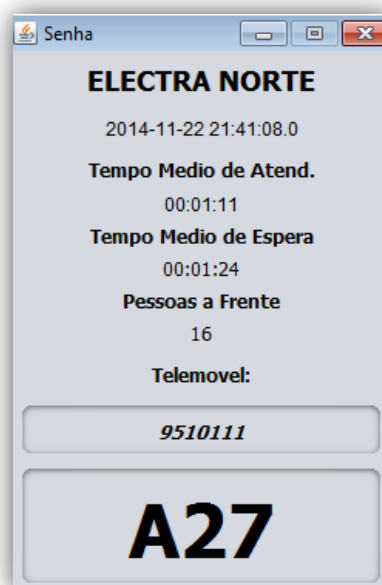 Senha
ELECTRA NORTE
2014-11-22 21:41:08.0
Tempo Medio de Atend.
00:01:11
Tempo Medio de Espera
00:01:24
Pessoas a Frente
16
Telemovel:
9510111
A27